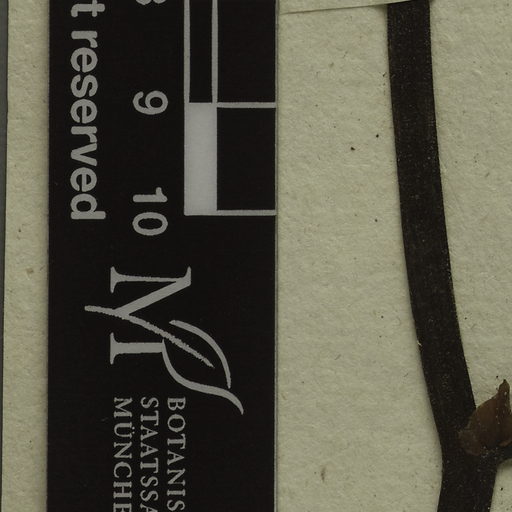 t reserved
8
9
10
M
BOTANIS
STAATSSA
MÜNCHE